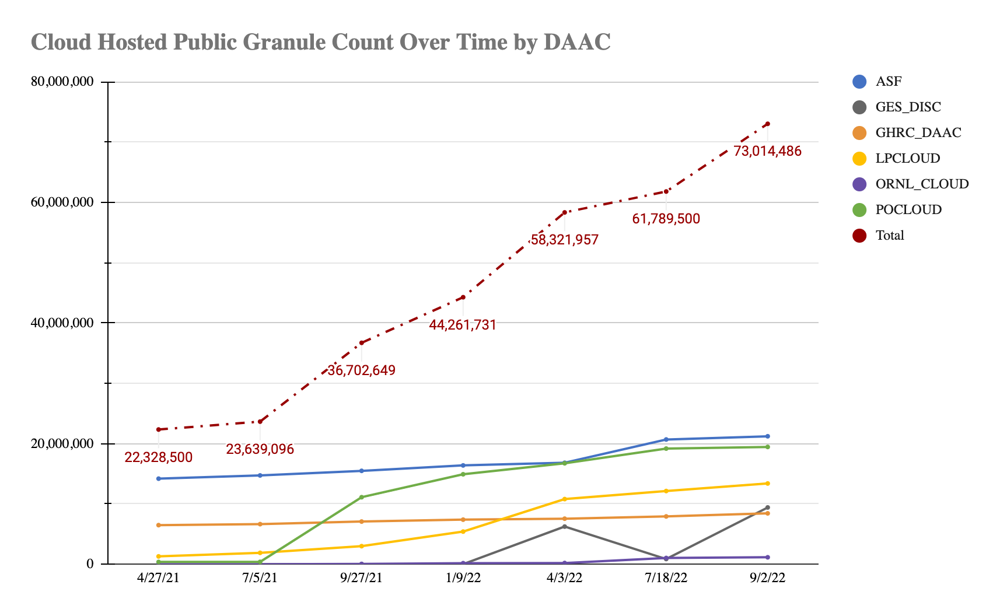 Cloud Hosted Public Granule Count Over Time by DAAC
80,000,000
60,000,000
40,000,000
20,000,000
0
22,328,500
23,639,096
36,702,649
44,261,731
58,321,957
61,789,500
73,014,486
4/27/21
7/5/21
9/27/21
1/9/22
4/3/22
7/18/22
9/2/22
ASF
GES_DISC
GHRC_DAAC
LPCLOUD
ORNL_CLOUD
POCLOUD
Total